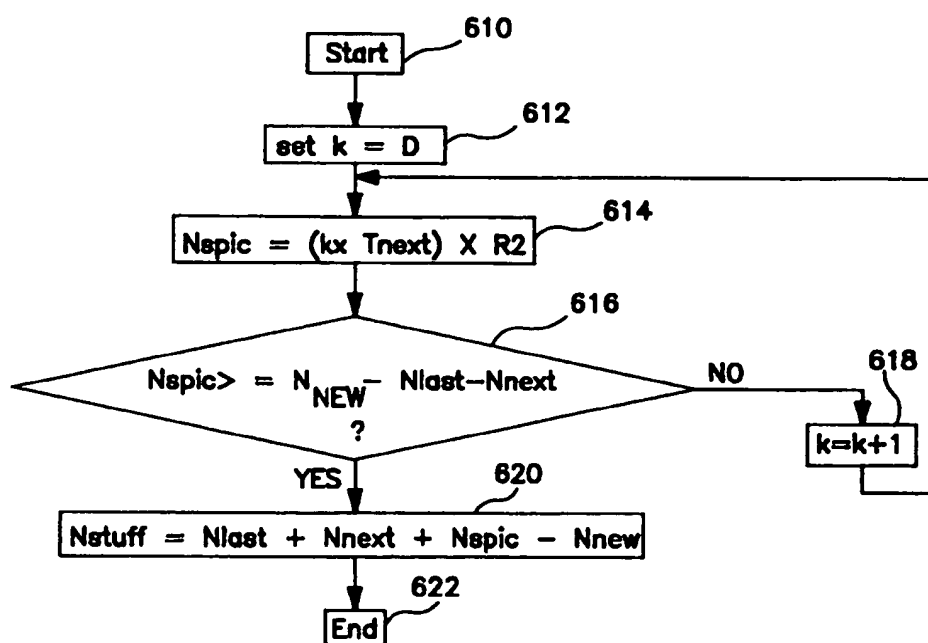 610
Start
612
set k = D
614
Nspic = (kx Tnext) X R2
616
Nspic> = N NEW - Nlast-Nnext
?
NO
618
k=k+1
YES
620
Nstuff = Nlast + Nnext + Nspic - Nnew
622
End